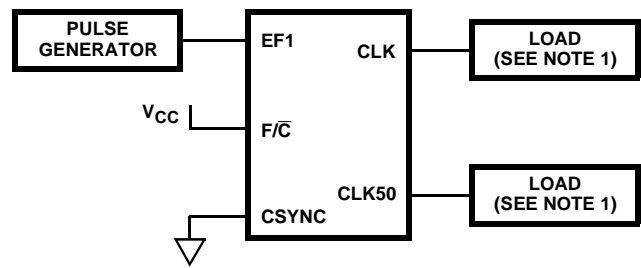 PULSE
GENERATOR
EF1
CLK
LOAD
(SEE NOTE 1)
VCC
F/C̅
CLK50
LOAD
(SEE NOTE 1)
CSYNC